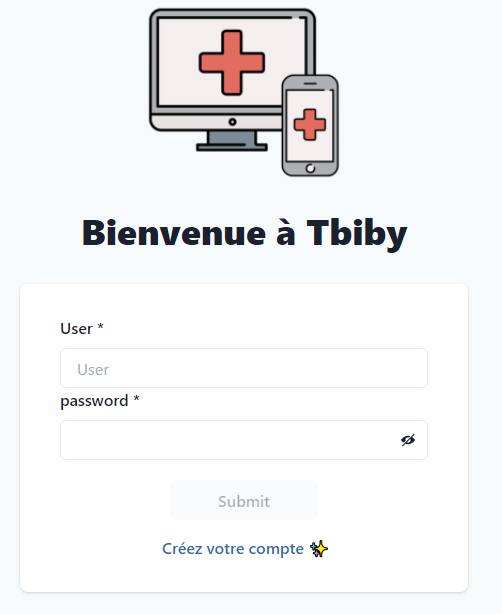 Bienvenue à Tbiby
User *
User
password *
Submit
Créez votre compte ✨